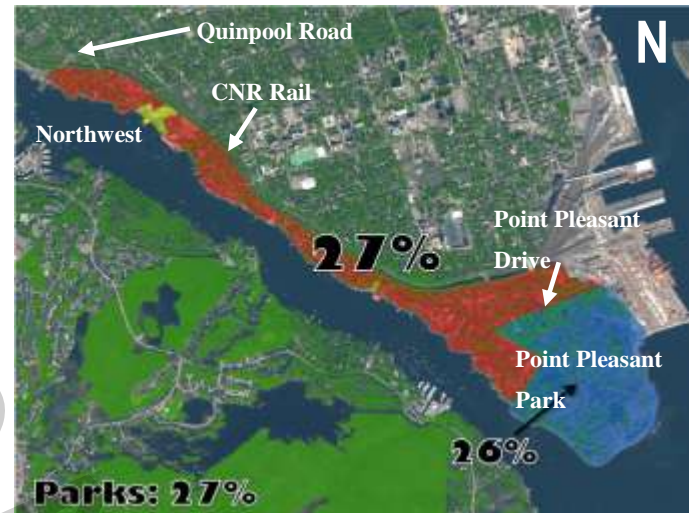 Quinpool Road
N
CNR Rail
Northwest
Point Pleasant
Drive
27%
Point Pleasant
Park
26%
Parks: 27%